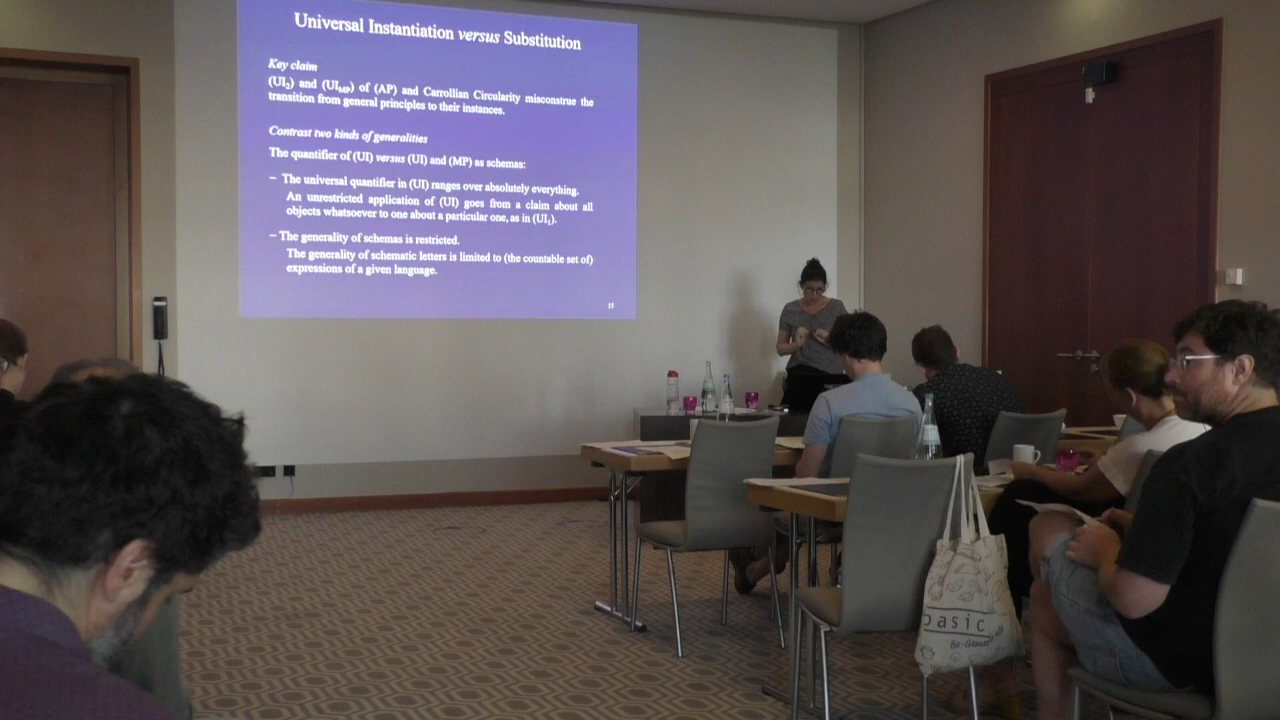 Universal Instantiation versus Substitution
Key claim
(UI₂) and (UI_MP) of (AP) and Carrollian Circularity misconstrue the
transition from general principles to their instances.
Contrast two kinds of generalities
The quantifier of (UI) versus (UI) and (MP) as schemas:
– The universal quantifier in (UI) ranges over absolutely everything.
An unrestricted application of (UI) goes from a claim about all
objects whatsoever to one about a particular one, as in (UI₁).
– The generality of schemas is restricted.
The generality of schematic letters is limited to (the countable set of)
expressions of a given language.
15
basic